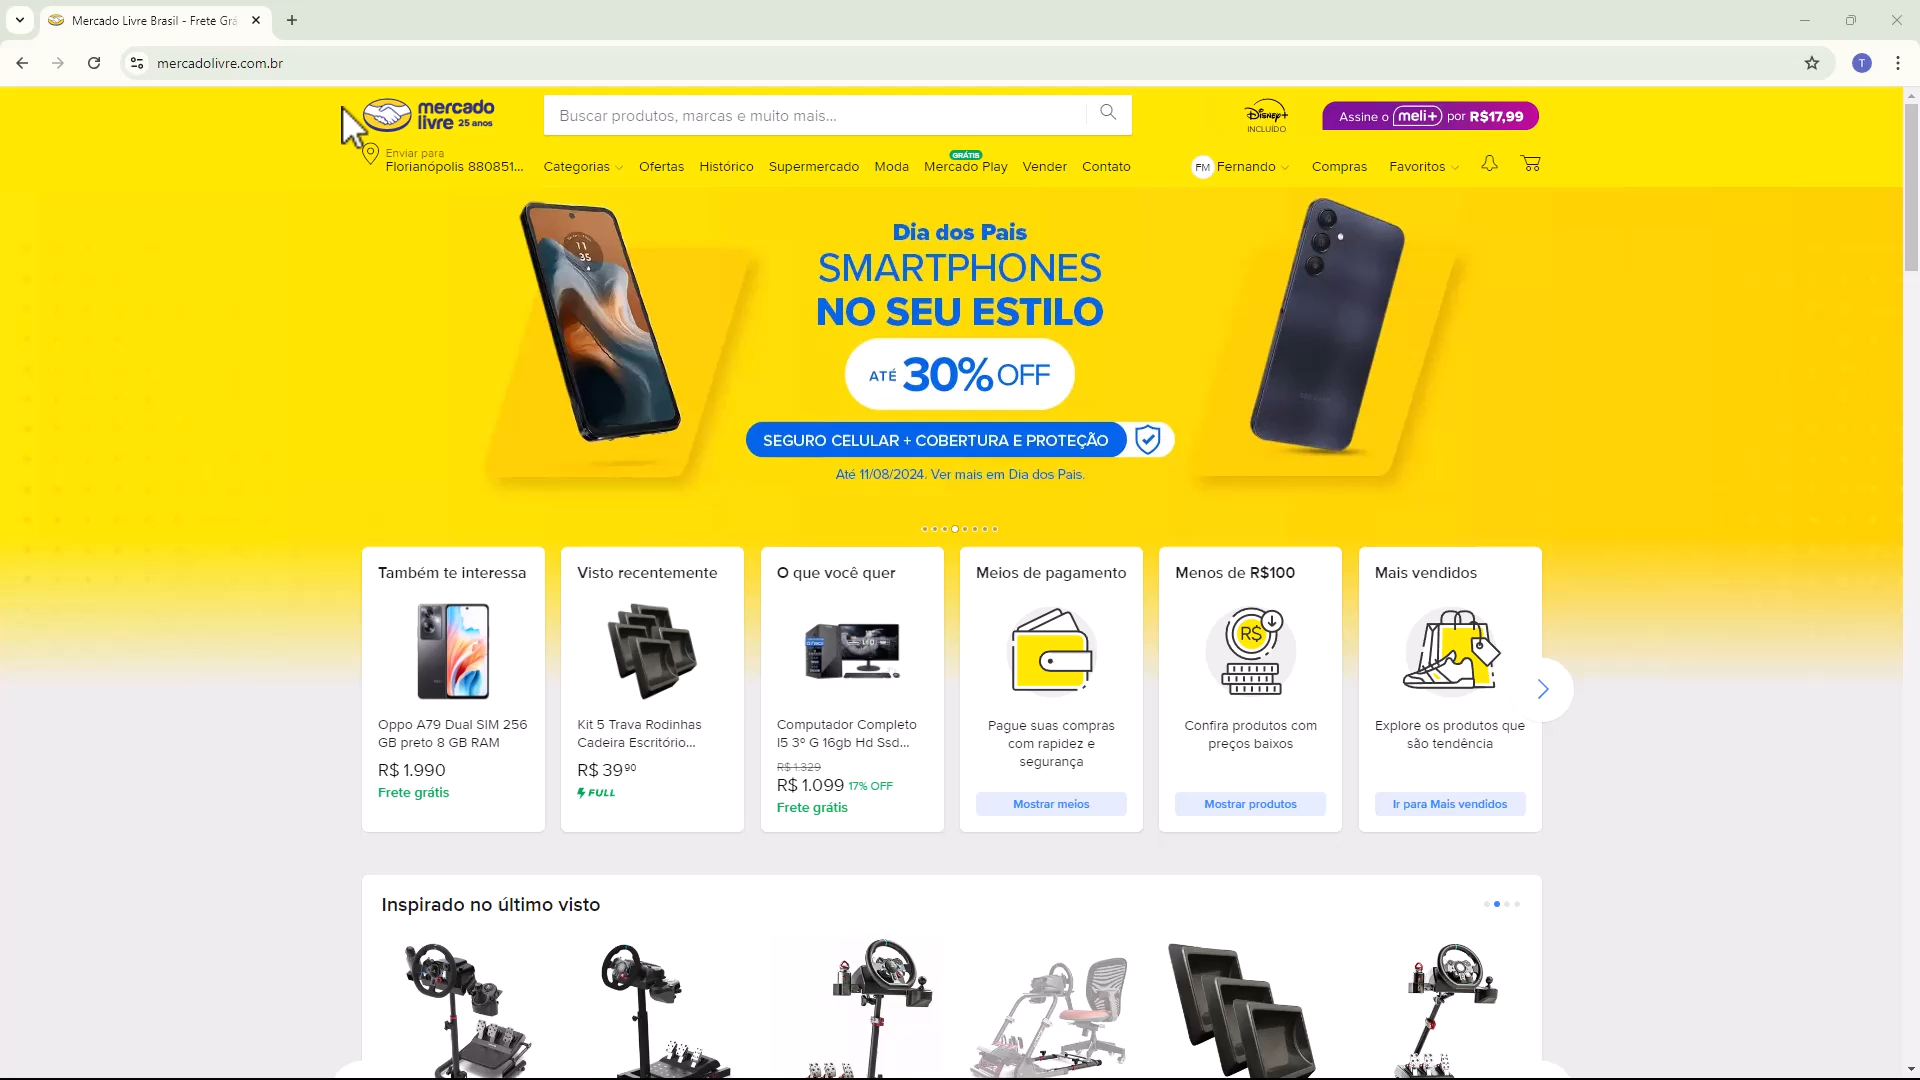 Mercado Livre Brasil - Frete Grá
mercadolivre.com.br
T
mercado
livre 25 anos
Buscar produtos, marcas e muito mais...
Disney+
INCLUÍDO
Assine o meli+ por R$17,99
Enviar para
Florianópolis 880851...
Categorias
Ofertas
Histórico
Supermercado
Moda
GRÁTIS
Mercado Play
Vender
Contato
FM
Fernando
Compras
Favoritos
11
35
Dia dos Pais
SMARTPHONES
NO SEU ESTILO
ATÉ 30% OFF
SEGURO CELULAR + COBERTURA E PROTEÇÃO
Até 11/08/2024. Ver mais em Dia dos Pais.
Também te interessa
Oppo A79 Dual SIM 256
GB preto 8 GB RAM
R$ 1.990
Frete grátis
Visto recentemente
Kit 5 Trava Rodinhas
Cadeira Escritório...
R$ 39 90
FULL
O que você quer
Computador Completo
I5 3º G 16gb Hd Ssd...
R$ 1.329
R$ 1.099 17% OFF
Frete grátis
Meios de pagamento
Pague suas compras
com rapidez e
segurança
Mostrar meios
Menos de R$100
R$
Confira produtos com
preços baixos
Mostrar produtos
Mais vendidos
Explore os produtos que
são tendência
Ir para Mais vendidos
Inspirado no último visto